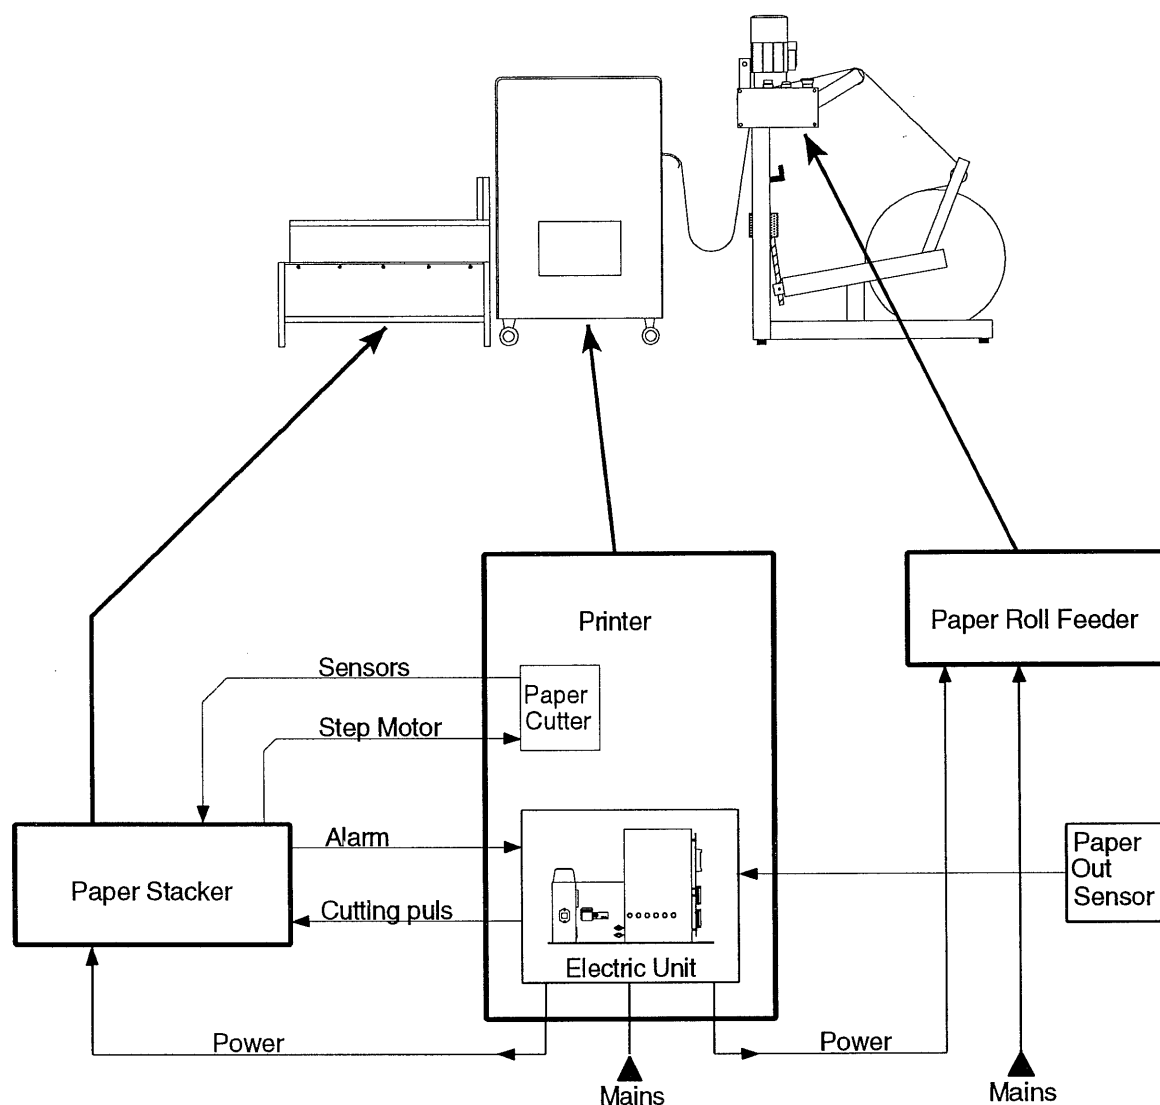 Printer
Paper Roll Feeder
Sensors
Paper
Cutter
Step Motor
Alarm
Paper
Out
Sensor
Paper Stacker
Cutting puls
Electric Unit
Power
Power
Mains
Mains